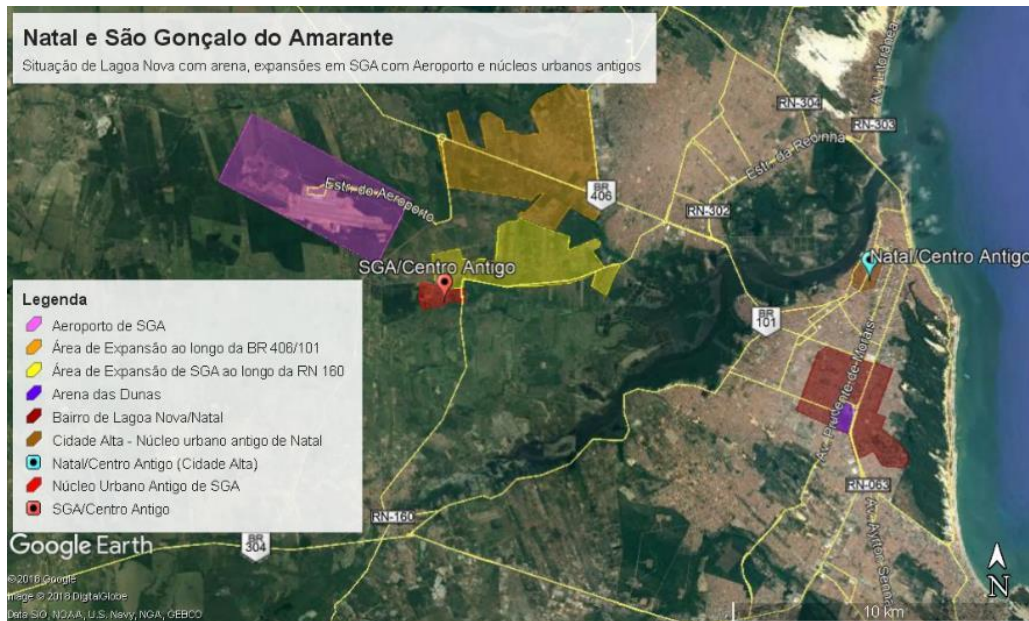 Natal e São Gonçalo do Amarante
Situação de Lagoa Nova com arena, expansões em SGA com Aeroporto e núcleos urbanos antigos
RN-304
Av. Litorânea
RN-303
Estr. da Redinha
Estr. do Aeroporto
BR
406
RN-302
SGA/Centro Antigo
Natal/Centro Antigo
BR
101
Av. Prudente de Morais
Legenda
Aeroporto de SGA
Área de Expansão ao longo da BR 406/101
Área de Expansão de SGA ao longo da RN 160
Arena das Dunas
Bairro de Lagoa Nova/Natal
Cidade Alta - Núcleo urbano antigo de Natal
Natal/Centro Antigo (Cidade Alta)
Núcleo Urbano Antigo de SGA
SGA/Centro Antigo
RN-063
RN-160
Av. Ayrton Senna
Google Earth
BR
304
N
© 2018 Google
Image © 2018 DigitalGlobe
Data SIO, NOAA, U.S. Navy, NGA, GEBCO
10 km